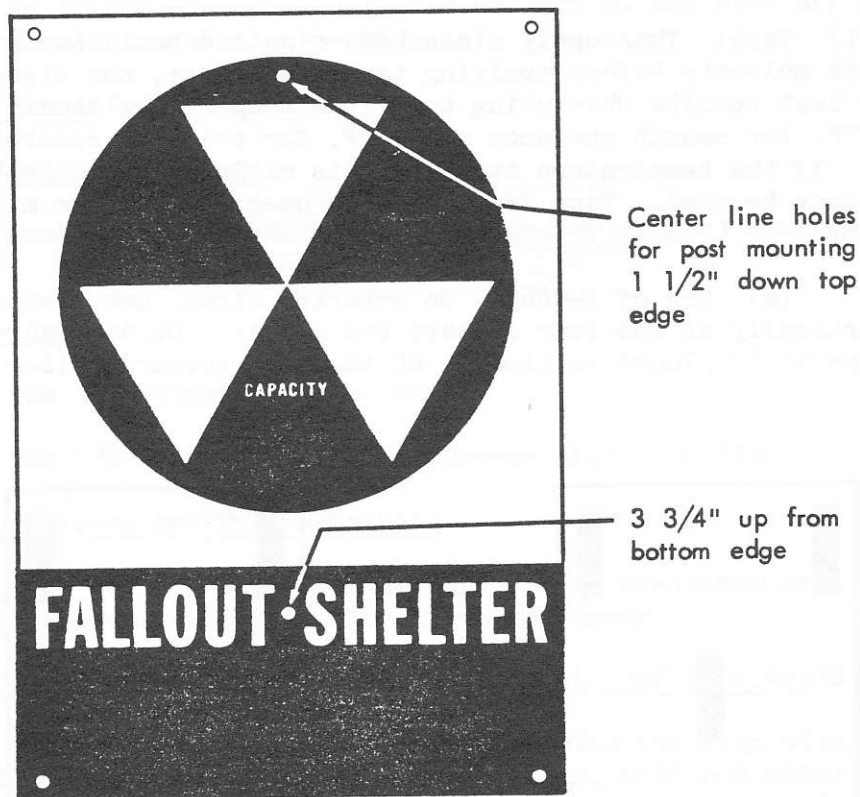 Center line holes
for post mounting
1 1/2" down top
edge
CAPACITY
3 3/4" up from
bottom edge
FALLOUT SHELTER